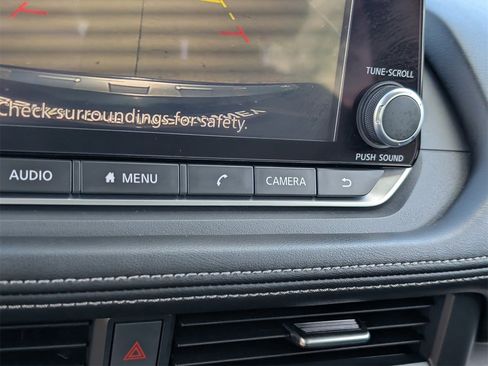 TUNE·SCROLL
Check surroundings for safety.
PUSH SOUND
AUDIO
MENU
CAMERA